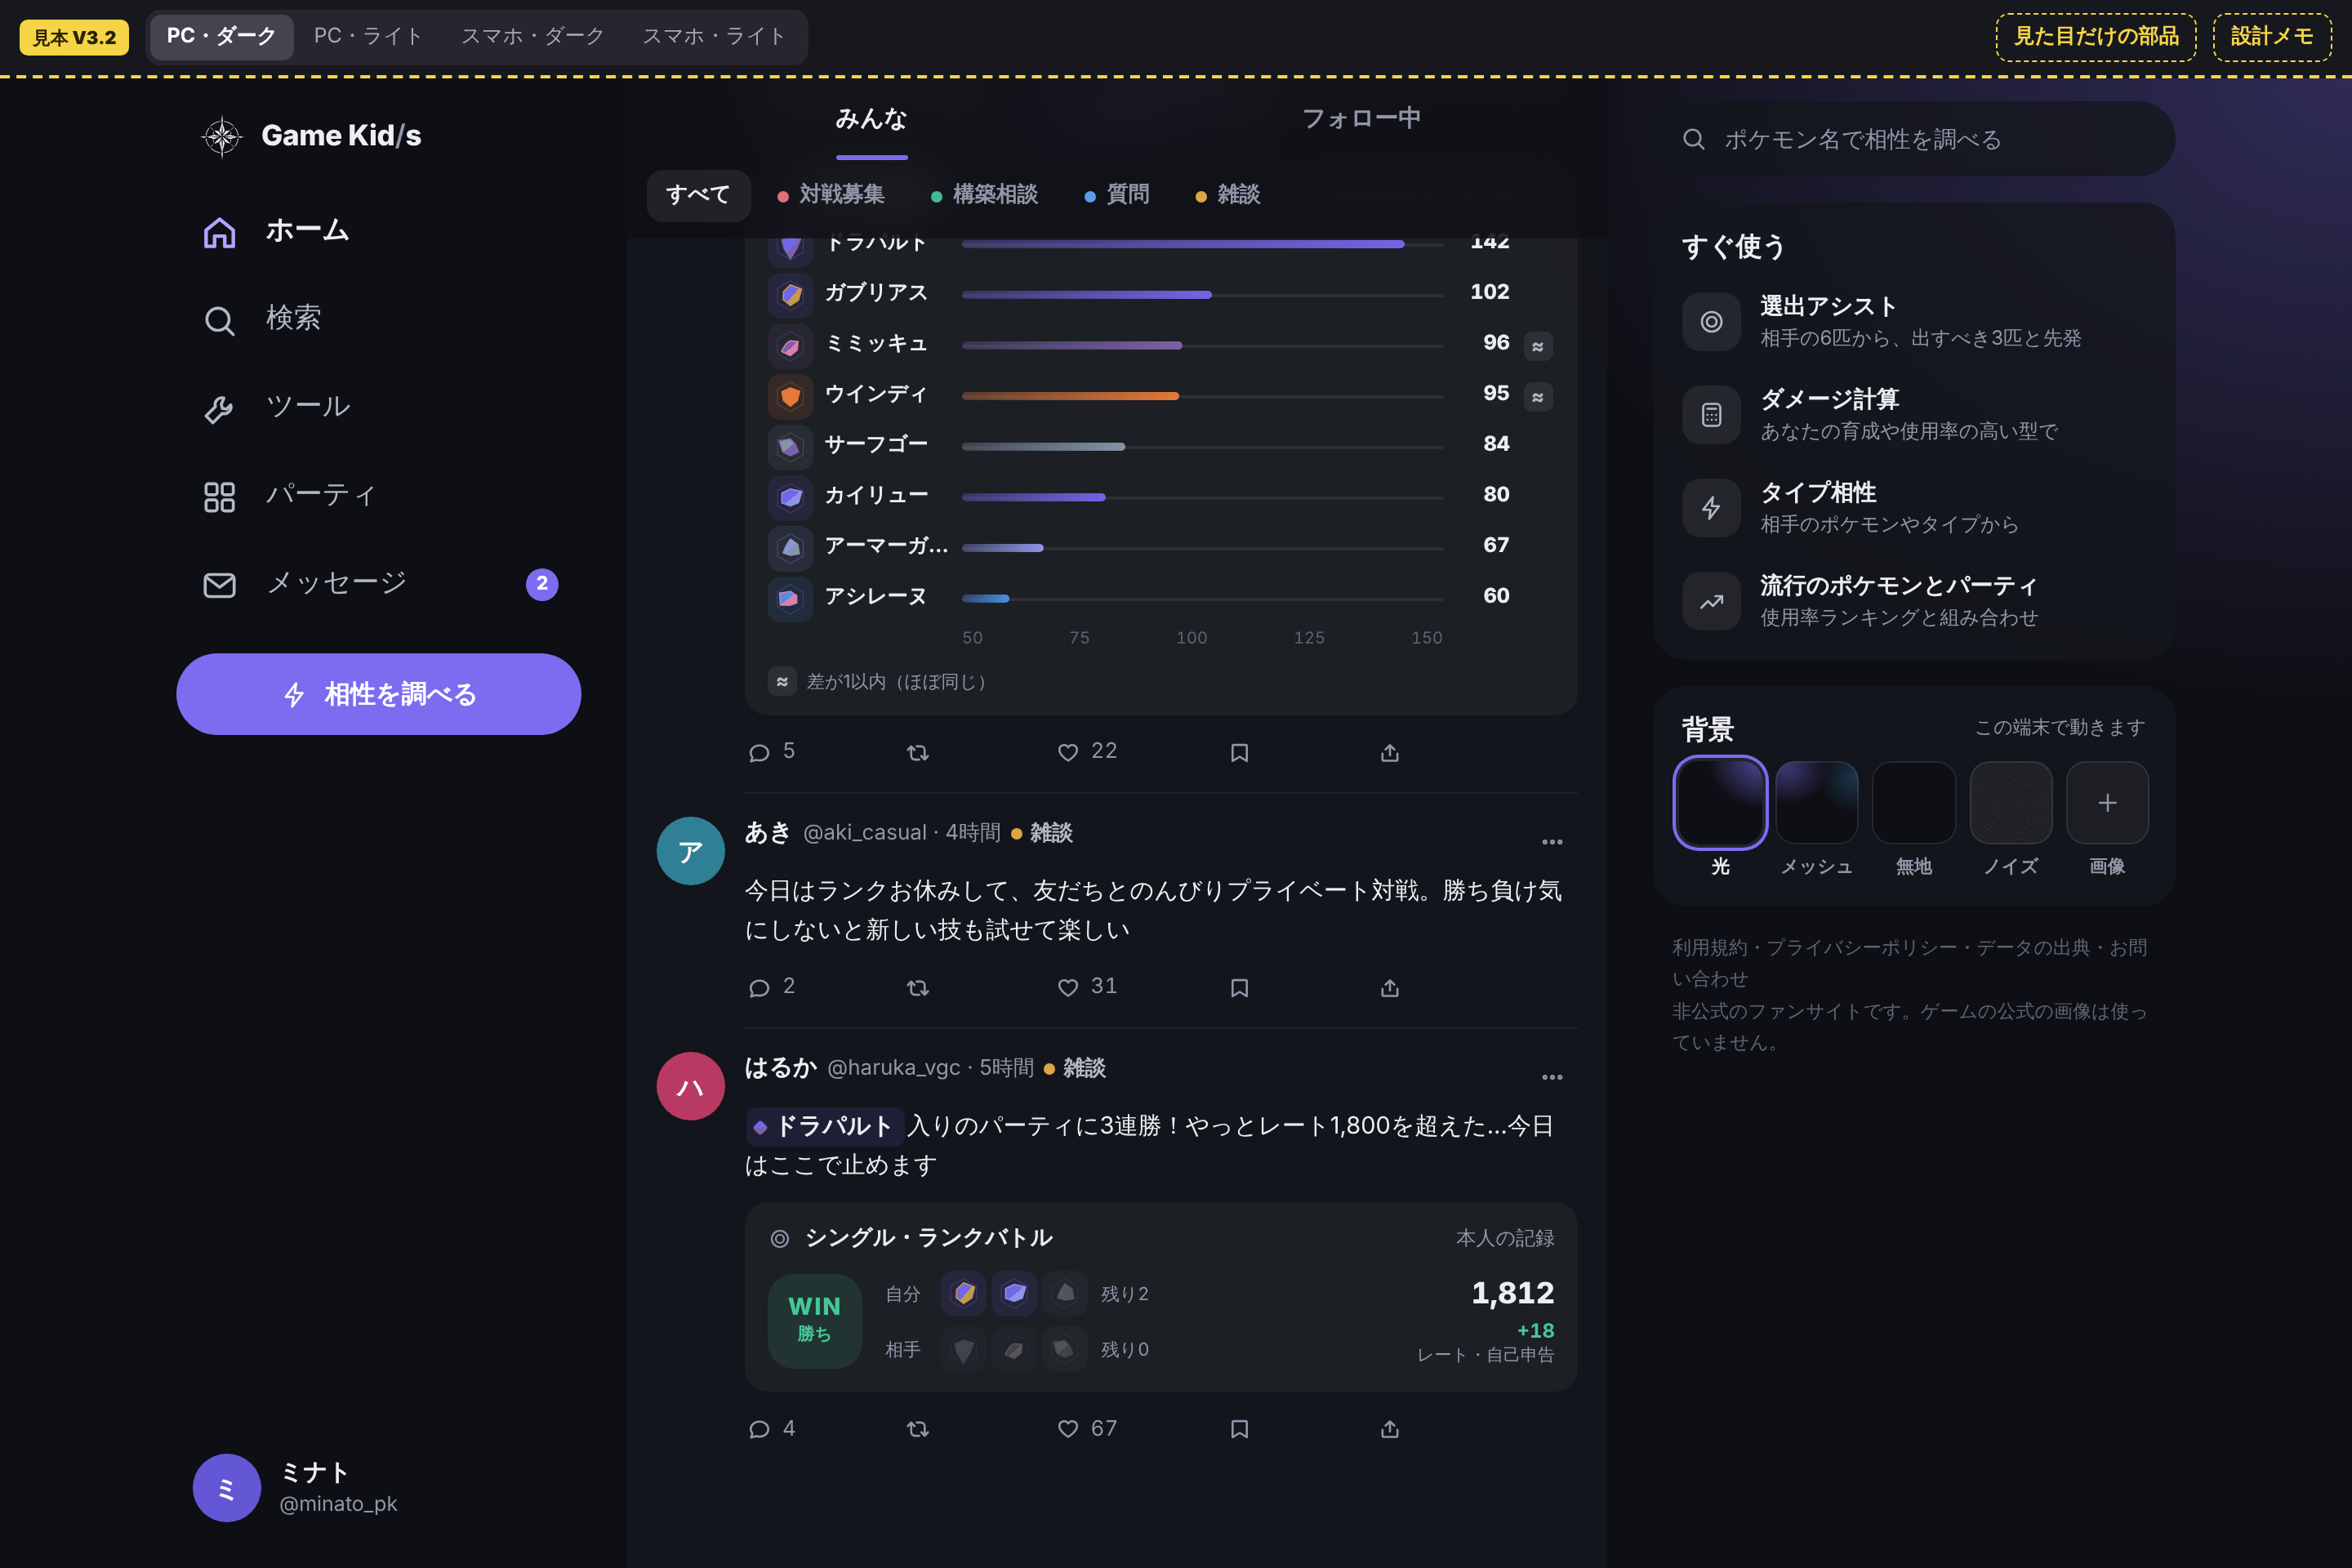 見本 V3.2
PC・ダーク
PC・ライト
スマホ・ダーク
スマホ・ライト
見た目だけの部品
設計メモ
Game Kid/s
ホーム
検索
ツール
パーティ
メッセージ
2
相性を調べる
ミ
ミナト
@minato_pk
みんな
フォロー中
すべて
対戦募集
構築相談
質問
雑談
ドラパルト 142
ガブリアス 102
ミミッキュ 96 ≈
ウインディ 95 ≈
サーフゴー 84
カイリュー 80
アーマーガ... 67
アシレーヌ 60
50 75 100 125 150
≈ 差が1以内（ほぼ同じ）
5 22
ア
あき @aki_casual · 4時間 雑談
今日はランクお休みして、友だちとのんびりプライベート対戦。勝ち負け気
にしないと新しい技も試せて楽しい
2 31
ハ
はるか @haruka_vgc · 5時間 雑談
ドラパルト 入りのパーティに3連勝！やっとレート1,800を超えた…今日
はここで止めます
シングル・ランクバトル 本人の記録
WIN
勝ち
自分 残り2
相手 残り0
1,812
+18
レート・自己申告
4 67
ポケモン名で相性を調べる
すぐ使う
選出アシスト
相手の6匹から、出すべき3匹と先発
ダメージ計算
あなたの育成や使用率の高い型で
タイプ相性
相手のポケモンやタイプから
流行のポケモンとパーティ
使用率ランキングと組み合わせ
背景 この端末で動きます
光 メッシュ 無地 ノイズ 画像
利用規約・プライバシーポリシー・データの出典・お問
い合わせ
非公式のファンサイトです。ゲームの公式の画像は使っ
ていません。